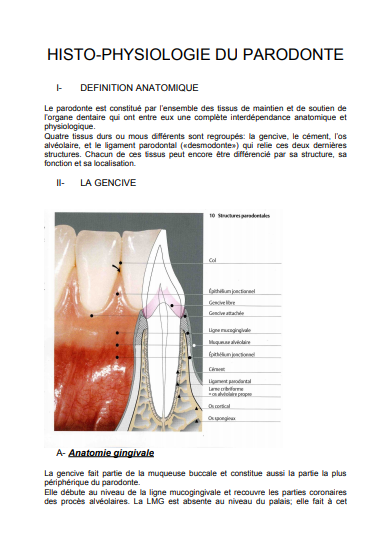 HISTO-PHYSIOLOGIE DU PARODONTE
I- DEFINITION ANATOMIQUE
Le parodonte est constitué par l'ensemble des tissus de maintien et de soutien de
l'organe dentaire qui ont entre eux une complète interdépendance anatomique et
physiologique.
Quatre tissus durs ou mous différents sont regroupés: la gencive, le cément, l'os
alvéolaire, et le ligament parodontal («desmodonte») qui relie ces deux dernières
structures. Chacun de ces tissus peut encore être différencié par sa structure, sa
fonction et sa localisation.
II- LA GENCIVE
10 Structures parodontales
Col
Épithélium jonctionnel
Gencive libre
Gencive attachée
Ligne mucogingivale
Muqueuse alvéolaire
Épithélium jonctionnel
Cément
Ligament parodontal
Lame cribriforme
= os alvéolaire propre
Os cortical
Os spongieux
A- Anatomie gingivale
La gencive fait partie de la muqueuse buccale et constitue aussi la partie la plus
périphérique du parodonte.
Elle débute au niveau de la ligne mucogingivale et recouvre les parties coronaires
des procès alvéolaires. La LMG est absente au niveau du palais; elle fait à cet